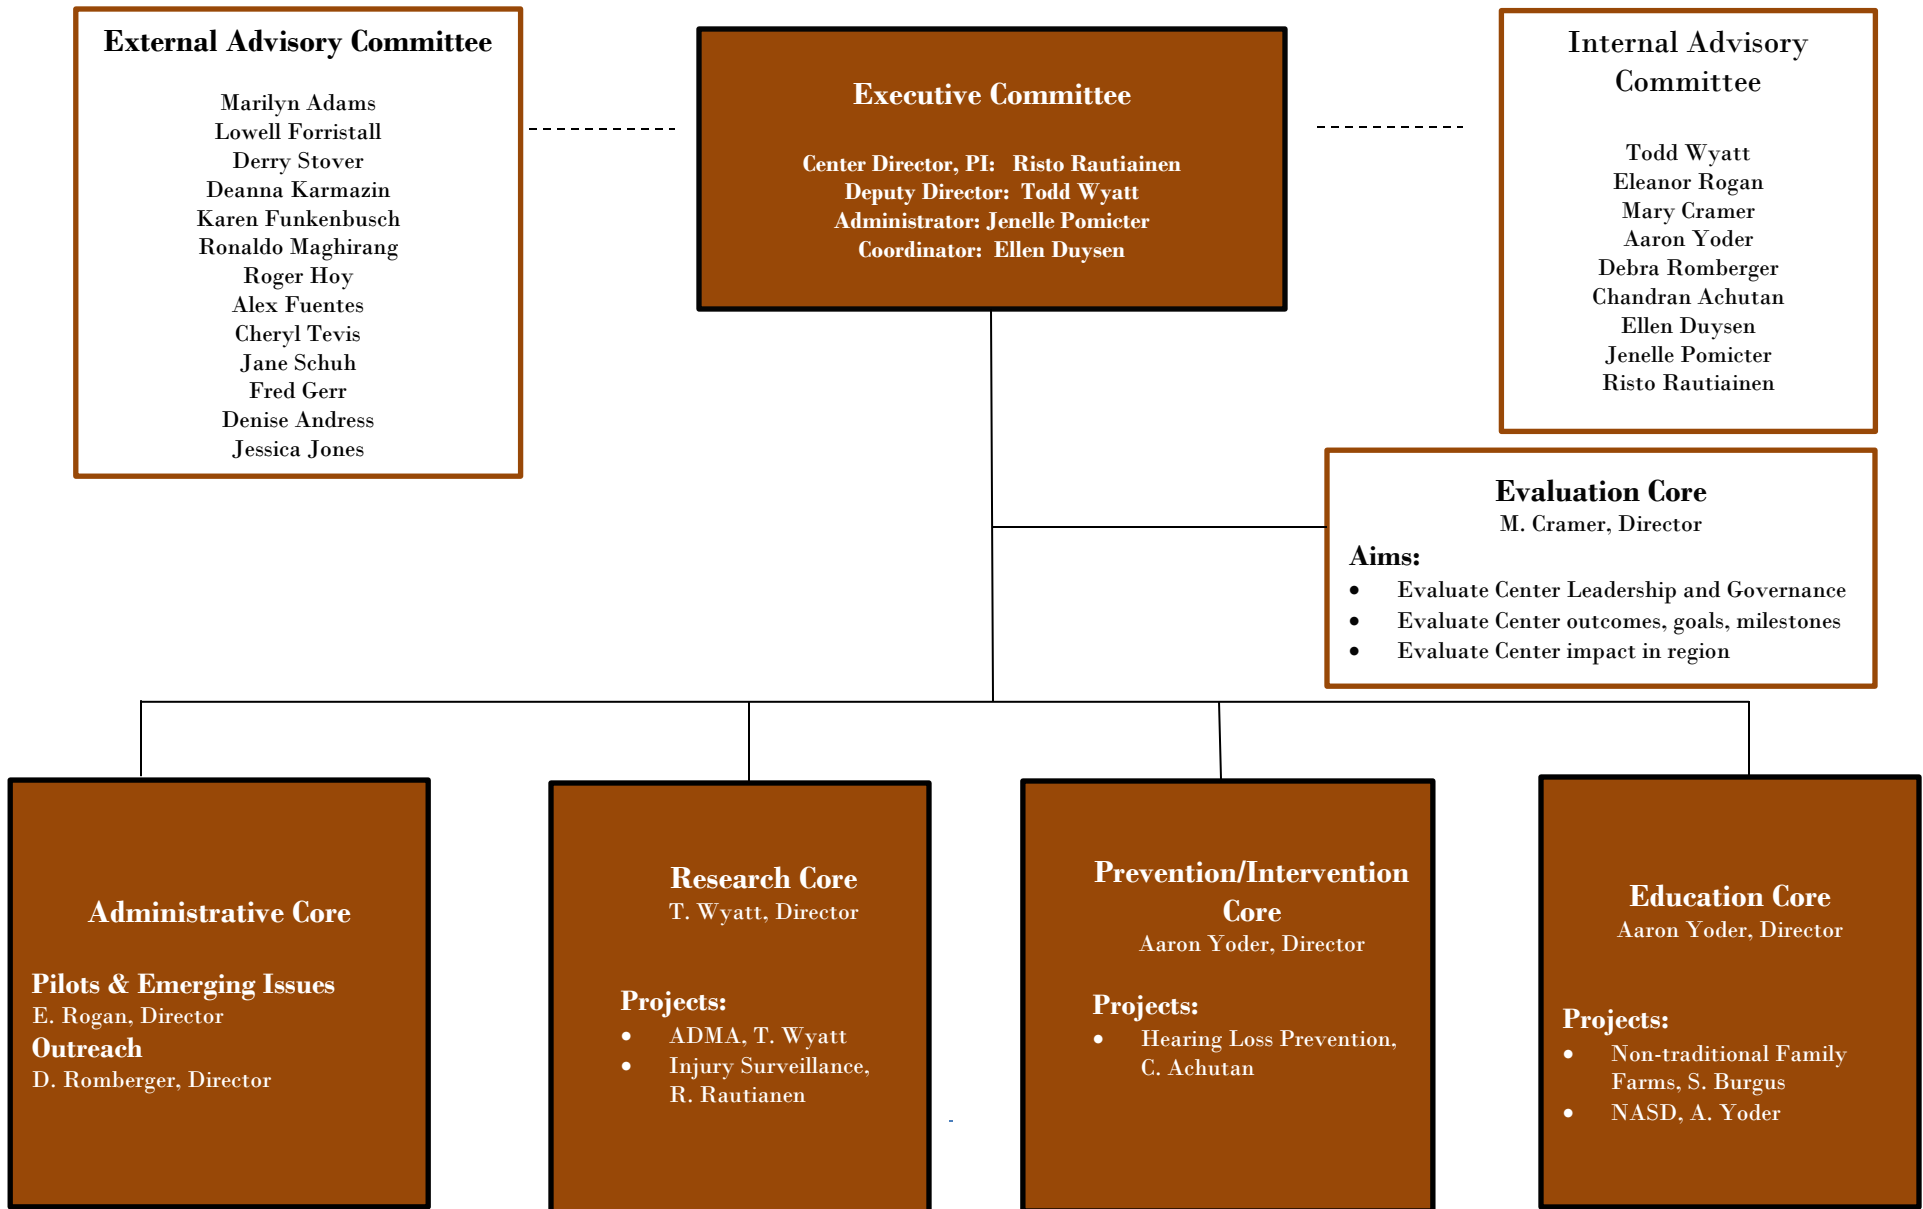 External Advisory Committee
Marilyn Adams
Lowell Forristall
Derry Stover
Deanna Karmazin
Karen Funkenbusch
Ronaldo Maghirang
Roger Hoy
Alex Fuentes
Cheryl Tevis
Jane Schuh
Fred Gerr
Denise Andress
Jessica Jones
Executive Committee
Center Director, PI: Risto Rautiainen
Deputy Director: Todd Wyatt
Administrator: Jenelle Pomicter
Coordinator: Ellen Duysen
Internal Advisory
Committee
Todd Wyatt
Eleanor Rogan
Mary Cramer
Aaron Yoder
Debra Romberger
Chandran Achutan
Ellen Duysen
Jenelle Pomicter
Risto Rautiainen
Evaluation Core
M. Cramer, Director
Aims:
• Evaluate Center Leadership and Governance
• Evaluate Center outcomes, goals, milestones
• Evaluate Center impact in region
Administrative Core
Pilots & Emerging Issues
E. Rogan, Director
Outreach
D. Romberger, Director
Research Core
T. Wyatt, Director
Projects:
• ADMA, T. Wyatt
• Injury Surveillance,
R. Rautianen
Prevention/Intervention
Core
Aaron Yoder, Director
Projects:
• Hearing Loss Prevention,
C. Achutan
Education Core
Aaron Yoder, Director
Projects:
• Non-traditional Family
Farms, S. Burgus
• NASD, A. Yoder